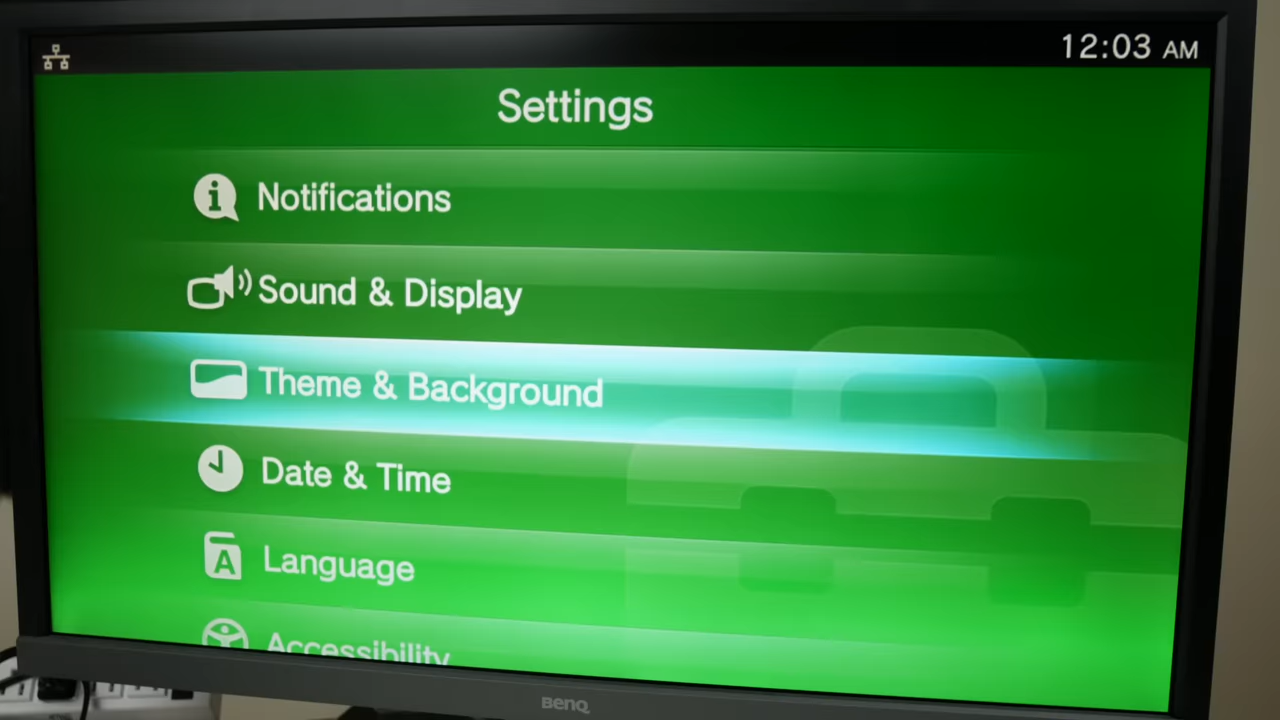 12:03 AM
Settings
Notifications
Sound & Display
Theme & Background
Date & Time
A Language
Accessibility
BenQ